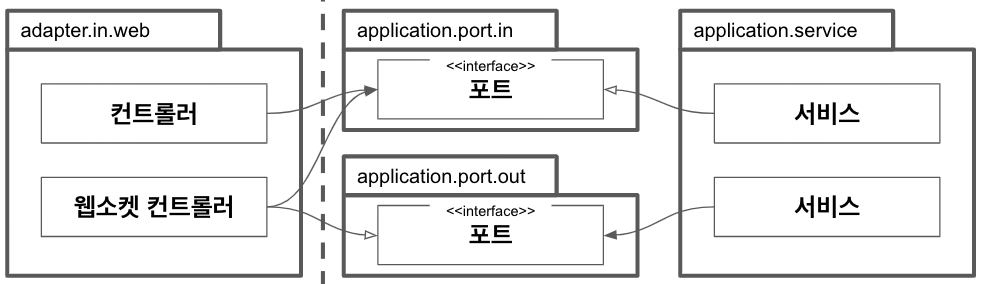 adapter.in.web
컨트롤러
웹소켓 컨트롤러
application.port.in
<<interface>>
포트
application.port.out
<<interface>>
포트
application.service
서비스
서비스